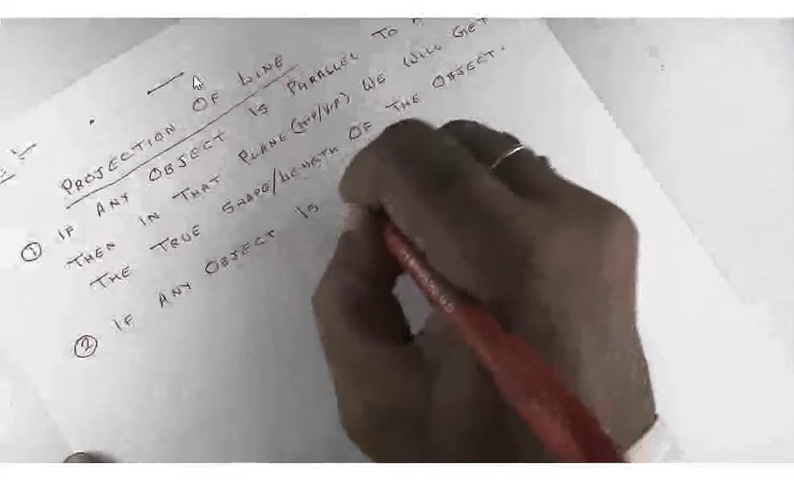 PROJECTION OF LINE
① IF ANY OBJECT IS PARALLEL TO
THEN IN THAT PLANE (HP/VP) WE WILL GET
THE TRUE SHAPE/LENGTH OF THE OBJECT.
② IF ANY OBJECT IS